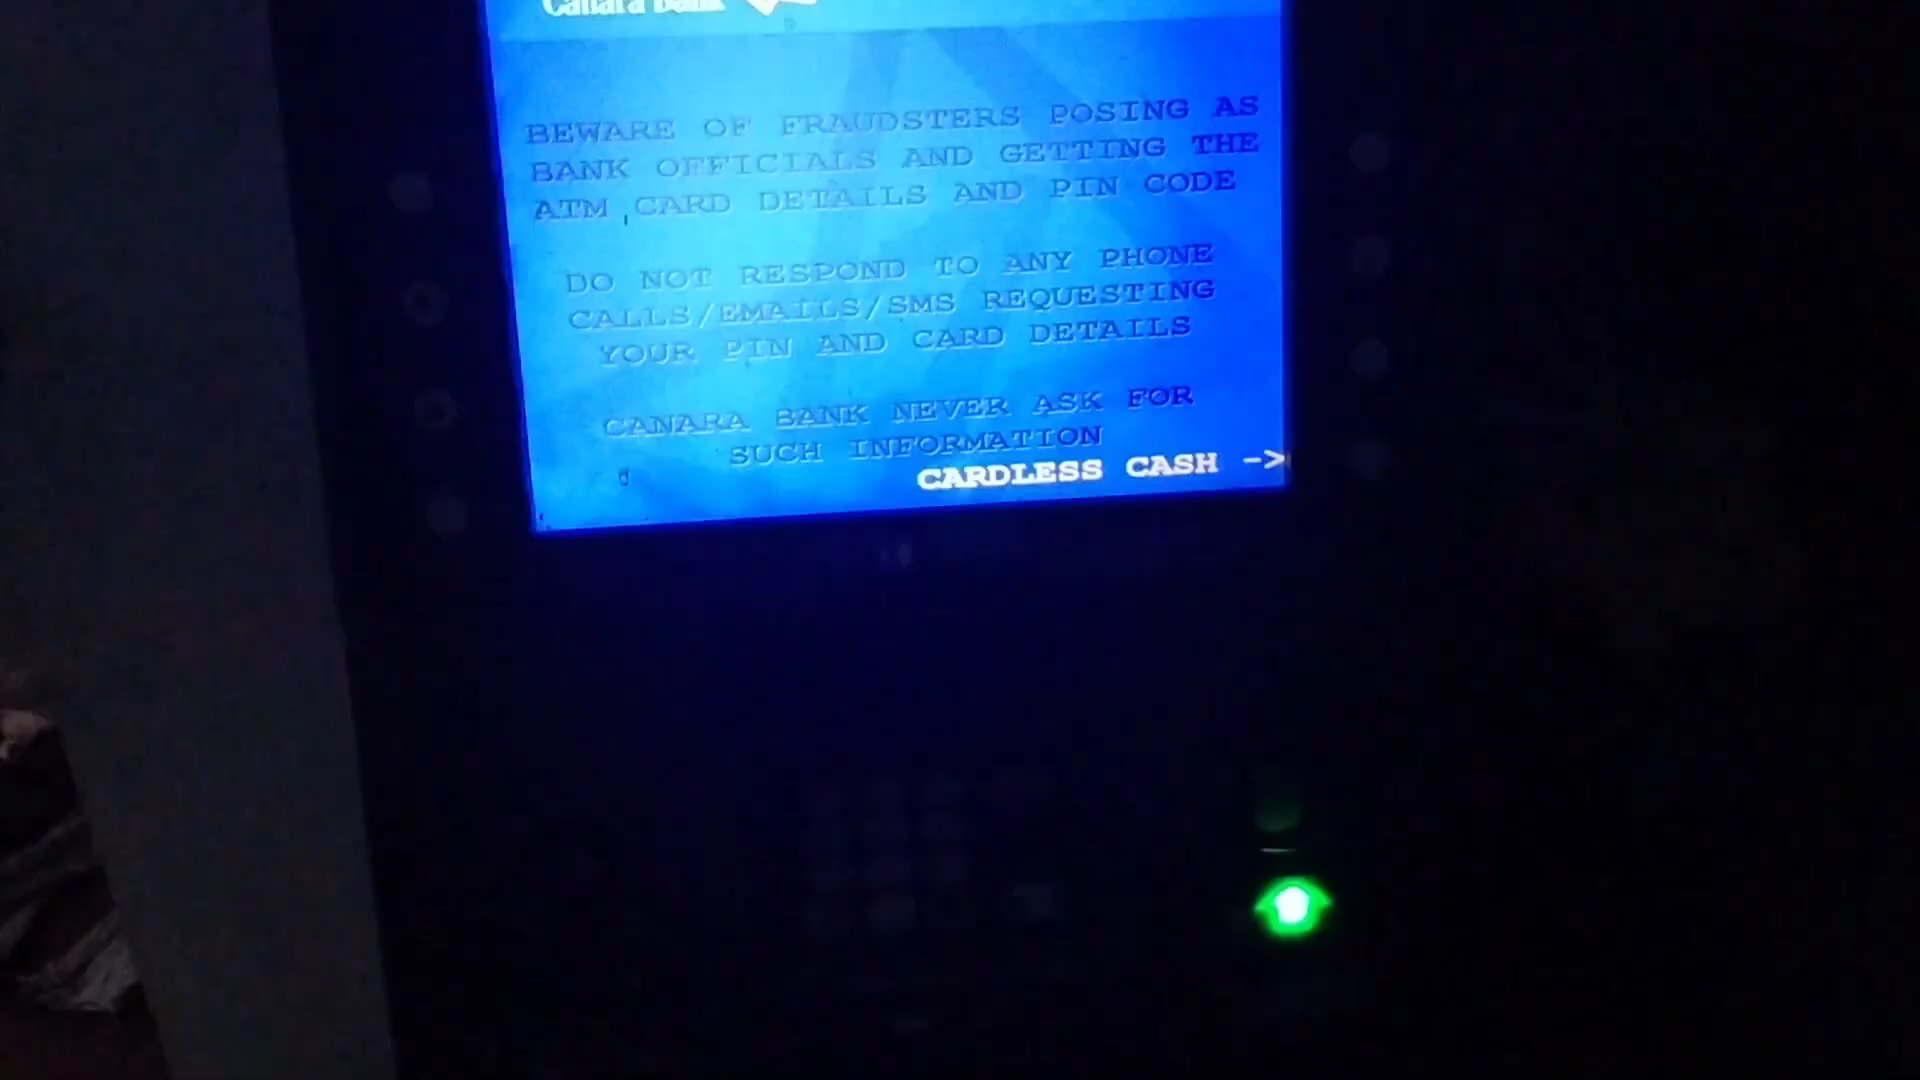 Canara Bank
BEWARE OF FRAUDSTERS POSING AS
BANK OFFICIALS AND GETTING THE
ATM CARD DETAILS AND PIN CODE
DO NOT RESPOND TO ANY PHONE
CALLS/EMAILS/SMS REQUESTING
YOUR PIN AND CARD DETAILS
CANARA BANK NEVER ASK FOR
SUCH INFORMATION
CARDLESS CASH ->